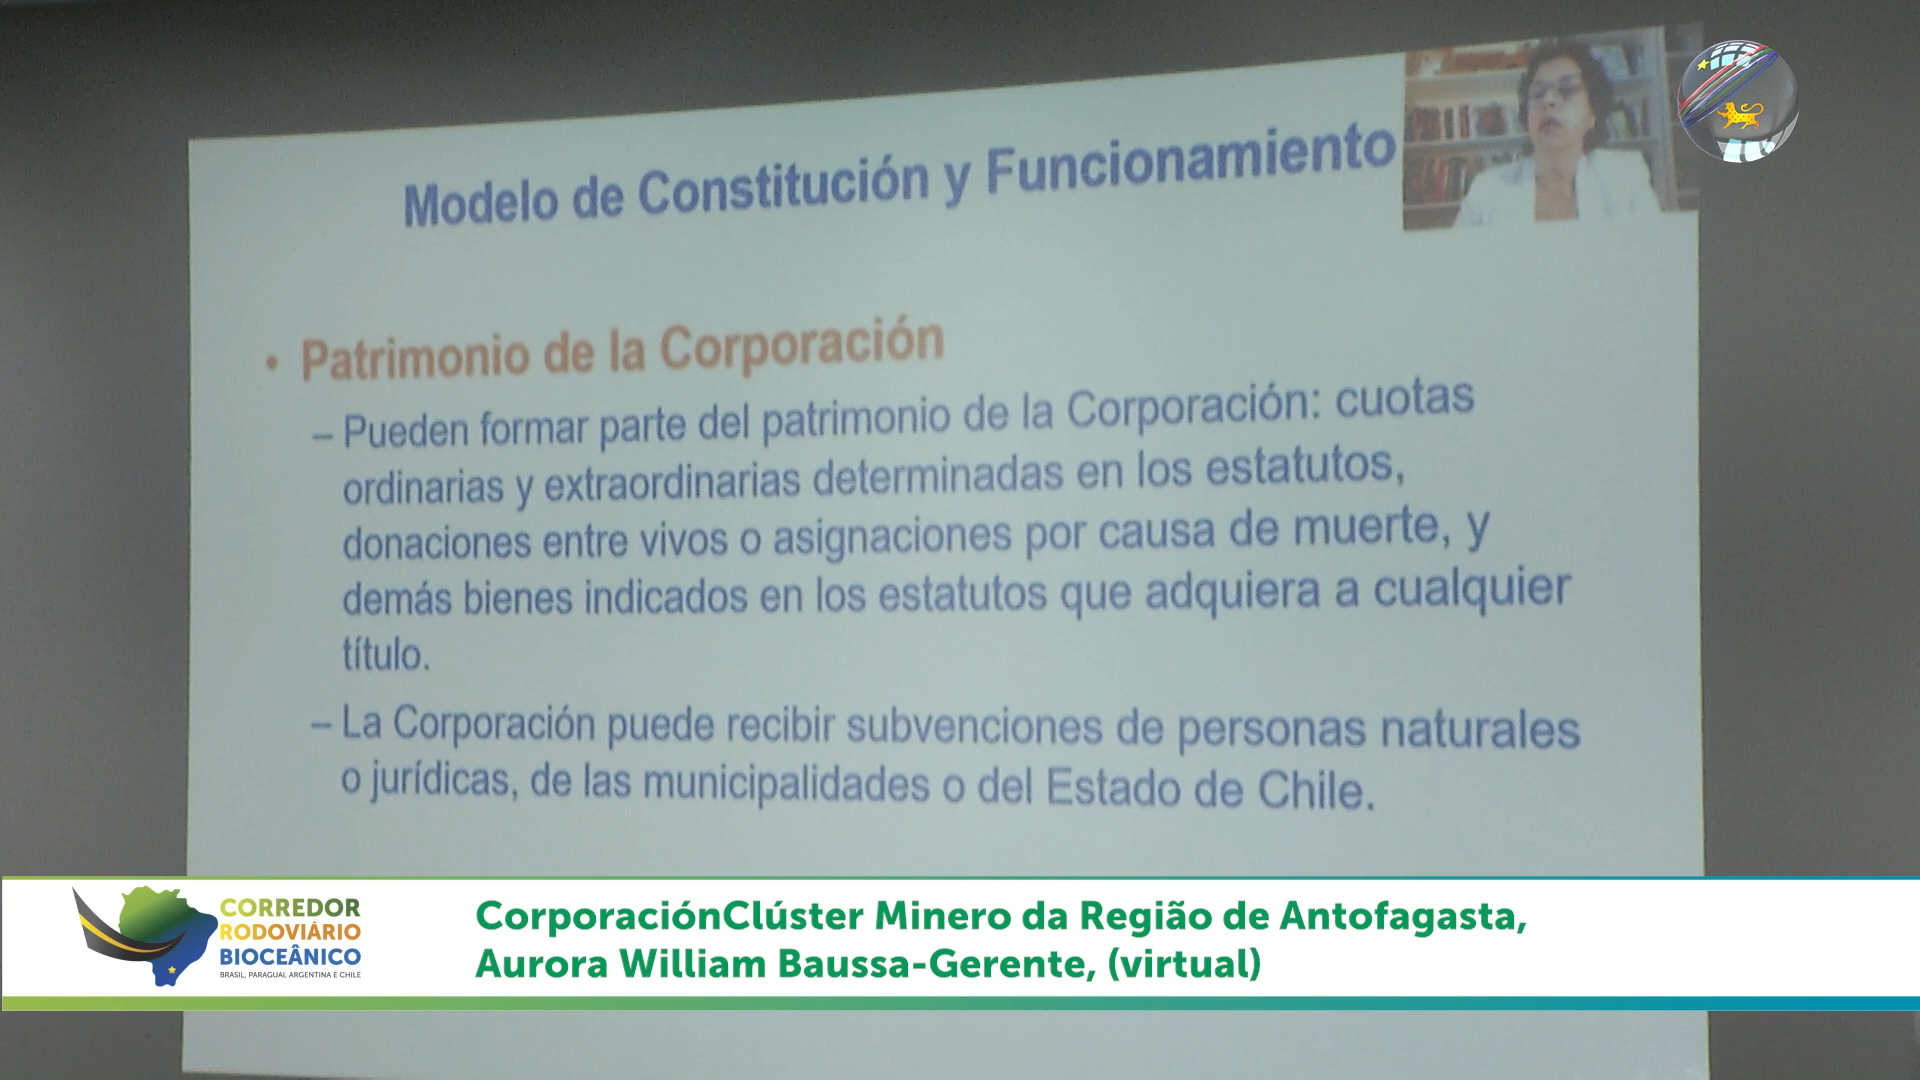 Modelo de Constitución y Funcionamiento
• Patrimonio de la Corporación
– Pueden formar parte del patrimonio de la Corporación: cuotas
ordinarias y extraordinarias determinadas en los estatutos,
donaciones entre vivos o asignaciones por causa de muerte, y
demás bienes indicados en los estatutos que adquiera a cualquier
título.
– La Corporación puede recibir subvenciones de personas naturales
o jurídicas, de las municipalidades o del Estado de Chile.
CORREDOR
RODOVIÁRIO
BIOCEÂNICO
BRASIL, PARAGUAI, ARGENTINA E CHILE
CorporaciónClúster Minero da Região de Antofagasta,
Aurora William Baussa-Gerente, (virtual)